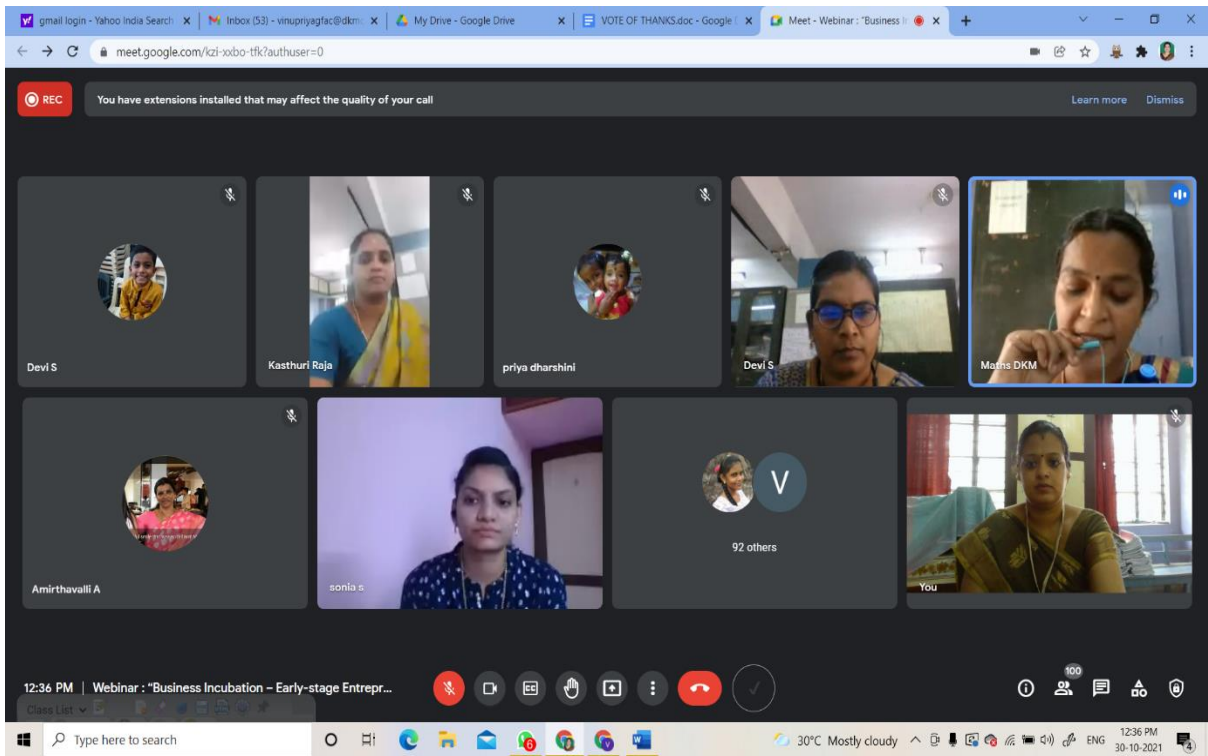 gmail login - Yahoo India Search
Inbox (53) - vinupriyagfac@dkm
My Drive - Google Drive
VOTE OF THANKS.doc - Google
Meet - Webinar : "Business I
meet.google.com/kzi-xxbo-tfk?authuser=0
REC
You have extensions installed that may affect the quality of your call
Learn more
Dismiss
Devi S
Kasthuri Raja
priya dharshini
Devi S
Maths DKM
Amirthavalli A
sonia s
V
92 others
You
12:36 PM | Webinar : "Business Incubation – Early-stage Entrepr...
100
Class List
Type here to search
30°C Mostly cloudy
ENG
12:36 PM
30-10-2021